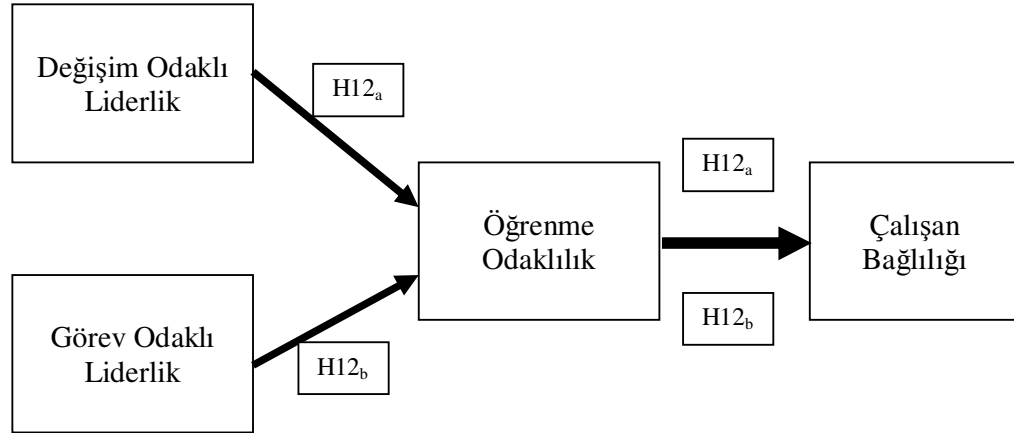 Değişim Odaklı
Liderlik
H12a
Öğrenme
Odaklılık
H12a
Çalışan
Bağlılığı
H12b
Görev Odaklı
Liderlik
H12b